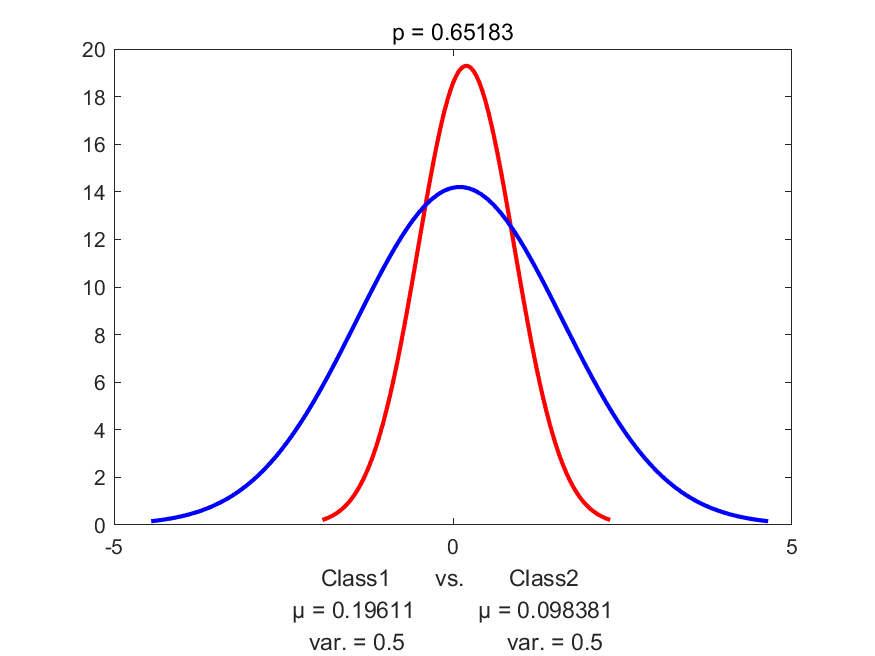 p = 0.65183
20
18
16
14
12
10
8
6
4
2
0
-5 0 5
Class1 vs. Class2
μ = 0.19611 μ = 0.098381
var. = 0.5 var. = 0.5